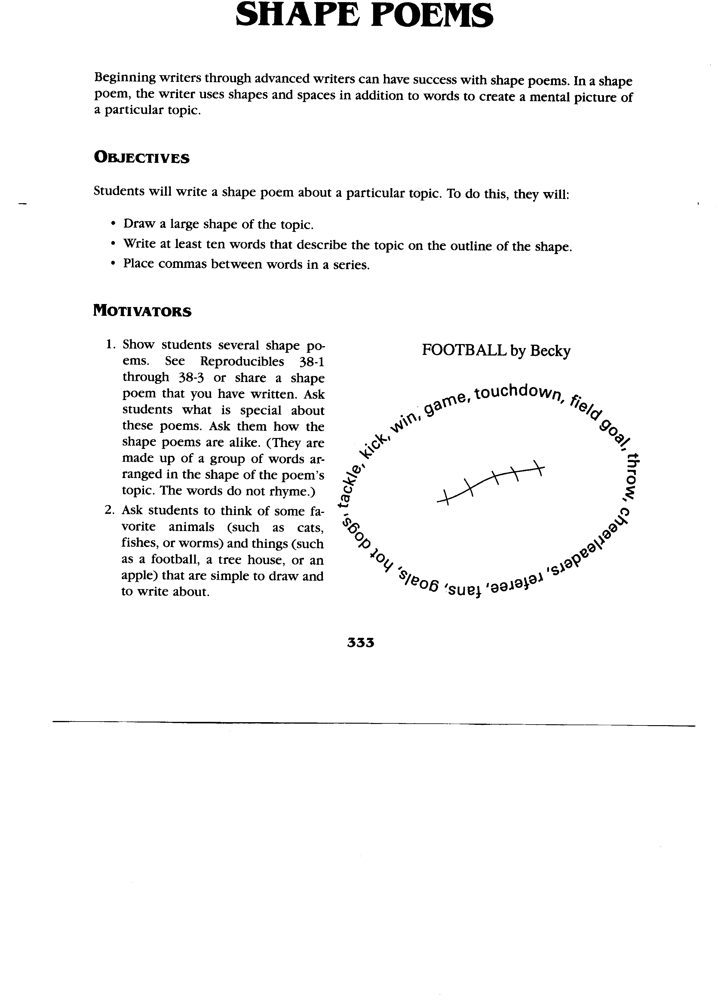 SHAPE POEMS
Beginning writers through advanced writers can have success with shape poems. In a shape
poem, the writer uses shapes and spaces in addition to words to create a mental picture of
a particular topic.
OBJECTIVES
Students will write a shape poem about a particular topic. To do this, they will:
• Draw a large shape of the topic.
• Write at least ten words that describe the topic on the outline of the shape.
• Place commas between words in a series.
MOTIVATORS
1. Show students several shape po-
ems. See Reproducibles 38-1
through 38-3 or share a shape
poem that you have written. Ask
students what is special about
these poems. Ask them how the
shape poems are alike. (They are
made up of a group of words ar-
ranged in the shape of the poem's
topic. The words do not rhyme.)
2. Ask students to think of some fa-
vorite animals (such as cats,
fishes, or worms) and things (such
as a football, a tree house, or an
apple) that are simple to draw and
to write about.
FOOTBALL by Becky
tackle, kick, win, game, touchdown, field goal, throw, cheerleaders, referee, fans, goals, hot dogs,
333